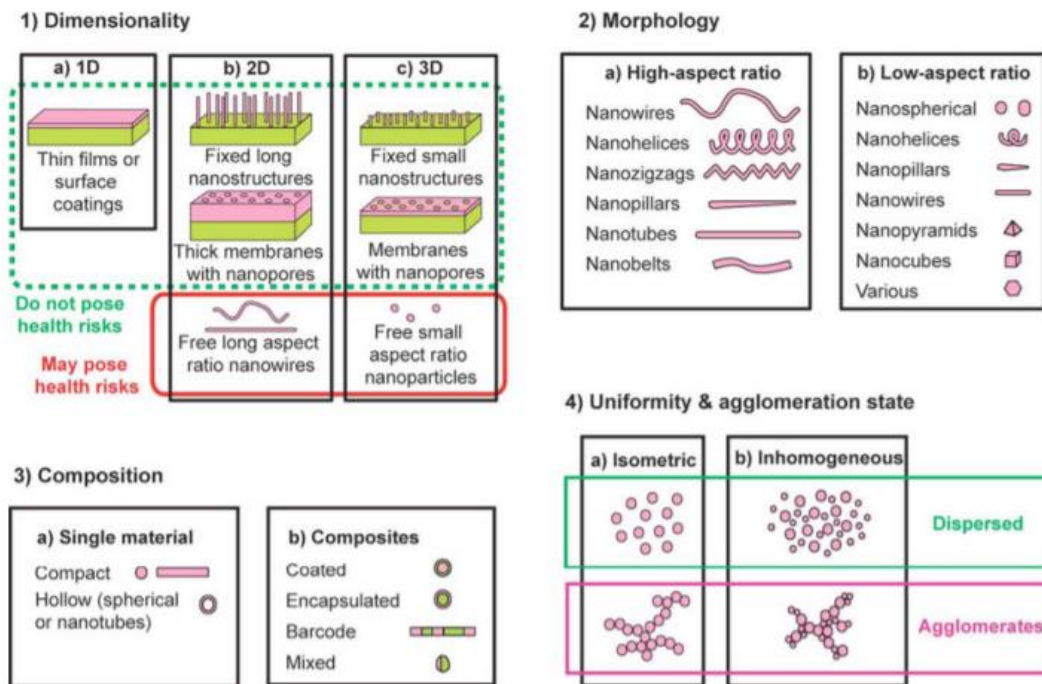 1) Dimensionality
a) 1D
b) 2D
c) 3D
Thin films or
surface
coatings
Fixed long
nanostructures
Thick membranes
with nanopores
Fixed small
nanostructures
Membranes
with nanopores
Do not pose
health risks
May pose
health risks
Free long aspect
ratio nanowires
Free small
aspect ratio
nanoparticles
2) Morphology
a) High-aspect ratio
Nanowires
Nanohelices
Nanozigzags
Nanopillars
Nanotubes
Nanobelts
b) Low-aspect ratio
Nanospherical
Nanohelices
Nanopillars
Nanowires
Nanopyramids
Nanocubes
Various
3) Composition
a) Single material
Compact
Hollow (spherical
or nanotubes)
b) Composites
Coated
Encapsulated
Barcode
Mixed
4) Uniformity & agglomeration state
a) Isometric
b) Inhomogeneous
Dispersed
Agglomerates